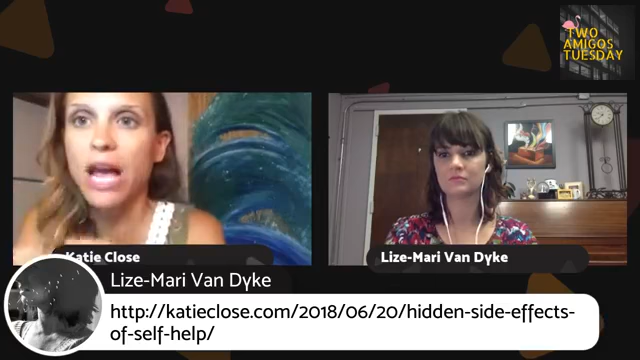 TWO
AMIGOS
TUESDAY
Katie Close
Lize-Mari Van Dyke
Lize-Mari Van Dyke
http://katieclose.com/2018/06/20/hidden-side-effects-
of-self-help/